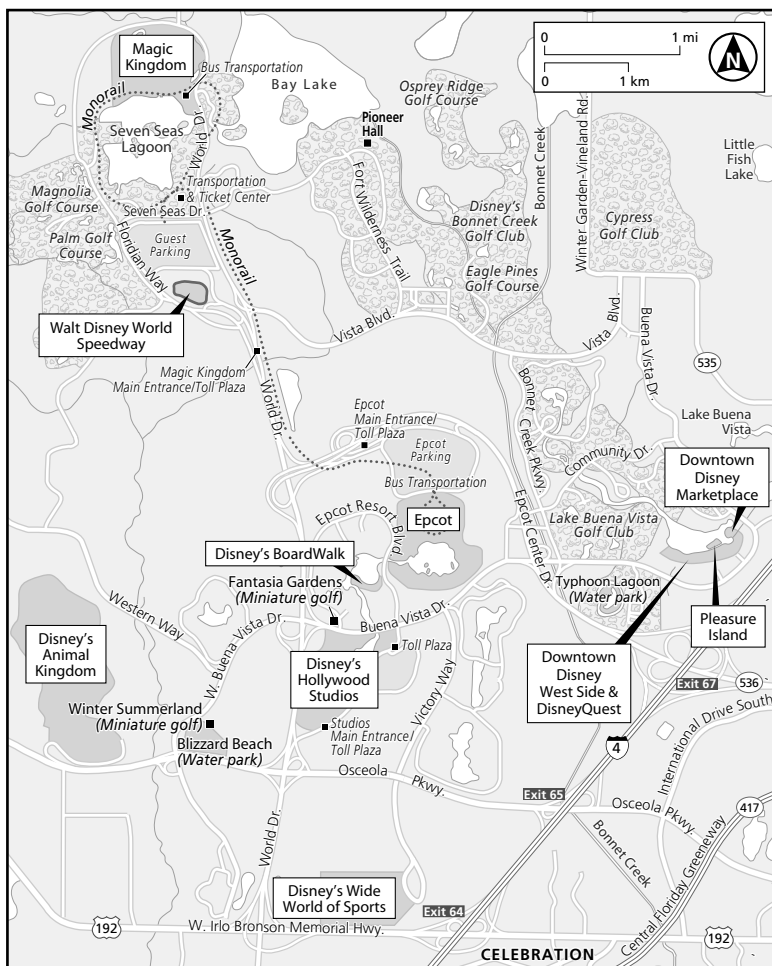 0
1 mi
0
1 km
N
Magic
Kingdom
Bus Transportation
Monorail
Bay Lake
Seven Seas
Lagoon
World Dr.
Pioneer
Hall
Osprey Ridge
Golf Course
Bonnet Creek
Winter Garden-Vineland Rd.
Little
Fish
Lake
Magnolia
Golf Course
Transportation
& Ticket Center
Seven Seas Dr.
Fort Wilderness Trail
Disney's
Bonnet Creek
Golf Club
Cypress
Golf Club
Palm Golf
Course
Floridian Way
Guest
Parking
Monorail
Eagle Pines
Golf Course
Walt Disney World
Speedway
Vista Blvd.
Vista Blvd.
Buena Vista Dr.
535
Magic Kingdom
Main Entrance/Toll Plaza
World Dr.
Epcot
Main Entrance/
Toll Plaza
Epcot
Parking
Bonnet
Creek Pkwy.
Lake Buena
Vista
Community Dr.
Downtown
Disney
Marketplace
Bus Transportation
Epcot Resort Blvd.
Epcot
Epcot Center Dr.
Lake Buena Vista
Golf Club
Disney's BoardWalk
Fantasia Gardens
(Miniature golf)
Typhoon Lagoon
(Water park)
Western Way
W. Buena Vista Dr.
Buena Vista Dr.
Pleasure
Island
Disney's
Animal
Kingdom
Disney's
Hollywood
Studios
Toll Plaza
Victory Way
Downtown
Disney
West Side &
DisneyQuest
Exit 67
536
Winter Summerland
(Miniature golf)
Studios
Main Entrance/
Toll Plaza
Blizzard Beach
(Water park)
4
International Drive South
Osceola
Pkwy.
Exit 65
Osceola Pkwy.
417
World Dr.
Bonnet
Creek
Central Floriday Greeneway
Disney's Wide
World of Sports
Exit 64
192
W. Irlo Bronson Memorial Hwy.
192
CELEBRATION